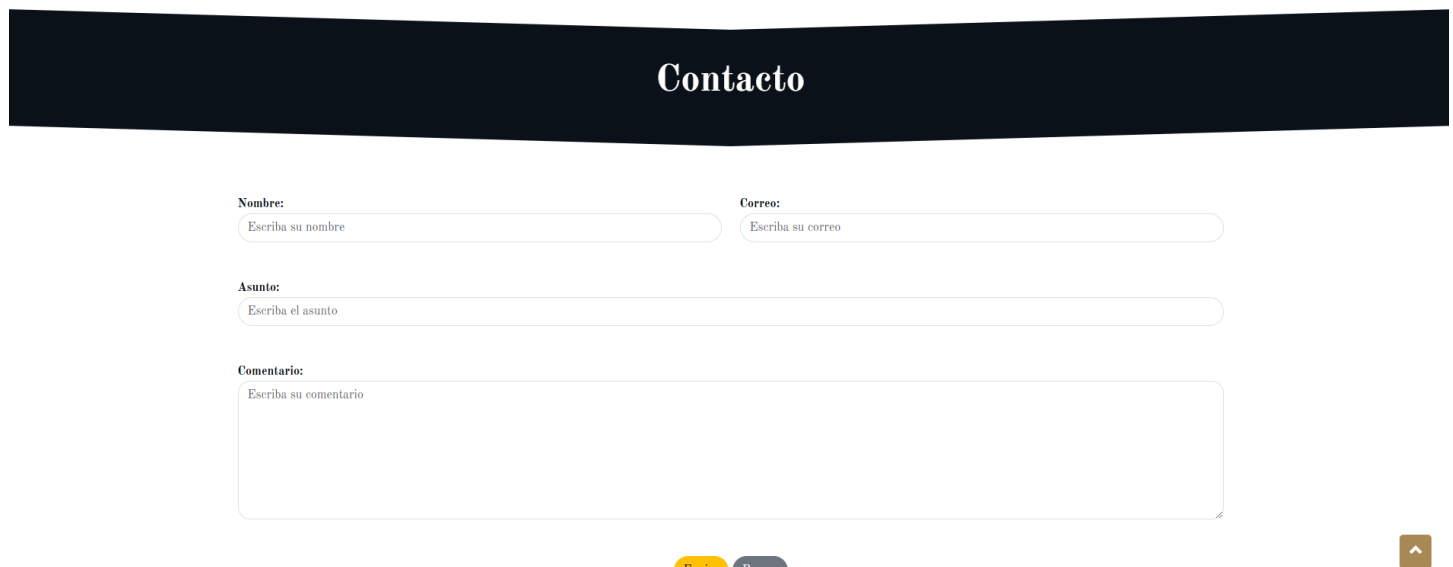 Contacto
Nombre:
Correo:
Escriba su nombre
Escriba su correo
Asunto:
Escriba el asunto
Comentario:
Escriba su comentario